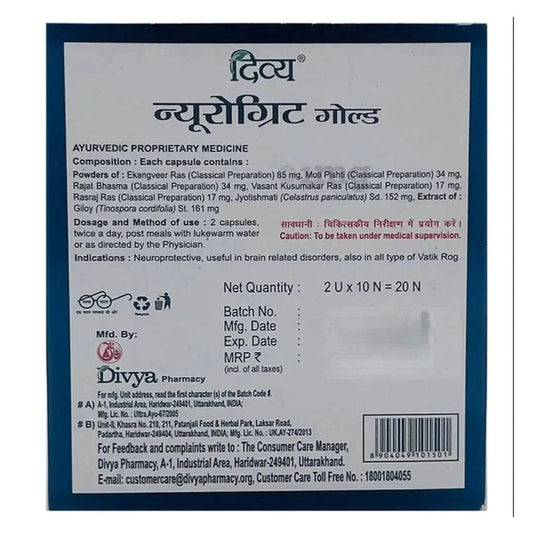 दिव्य®
न्यूरोग्रिट गोल्ड
AYURVEDIC PROPRIETARY MEDICINE
Composition : Each capsule contains :
Powders of : Ekangveer Ras (Classical Preparation) 85 mg, Moti Pishti (Classical Preparation) 34 mg,
Rajat Bhasma (Classical Preparation) 34 mg, Vasant Kusumakar Ras (Classical Preparation) 17 mg,
Rasraj Ras (Classical Preparation) 17 mg, Jyotishmati (Celastrus paniculatus) Sd. 152 mg, Extract of :
Giloy (Tinospora cordifolia) St. 161 mg
Dosage and Method of use : 2 capsules,
twice a day, post meals with lukewarm water
or as directed by the Physician.
सावधानी : चिकित्सकीय निरीक्षण में प्रयोग करें।
Caution: To be taken under medical supervision.
Indications : Neuroprotective, useful in brain related disorders, also in all type of Vatik Rog.
Net Quantity : 2 U x 10 N = 20 N
Batch No. :
Mfg. Date :
Exp. Date :
MRP ₹ :
(incl. of all taxes)
एक कदम स्वच्छता की ओर
Mfd. By:
Divya Pharmacy
For mfg. Unit address, read the first character (s) of the Batch Code #.
# A) A-1, Industrial Area, Haridwar-249401, Uttarakhand, INDIA;
Mfg. Lic. No. : Uttra.Ayu-67/2005
# B) Unit-II, Khasra No. 210, 211, Patanjali Food & Herbal Park, Laksar Road,
Padartha, Haridwar-249404, Uttarakhand, INDIA; Mfg. Lic. No. : UK.AY-274/2013
For Feedback and complaints write to : The Consumer Care Manager,
Divya Pharmacy, A-1, Industrial Area, Haridwar-249401, Uttarakhand.
E-mail: customercare@divyapharmacy.org, Customer Care Toll Free No. : 18001804055
8 904049 101501